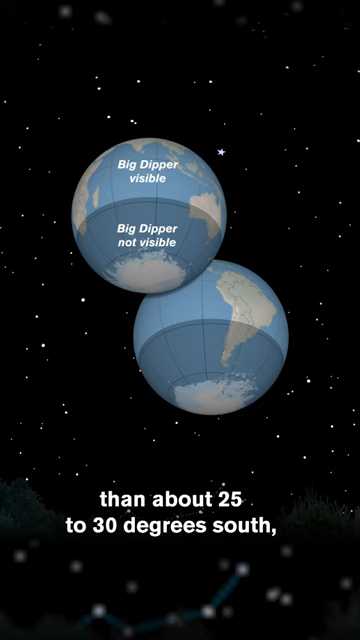 Big Dipper
visible
Big Dipper
not visible
than about 25
to 30 degrees south,